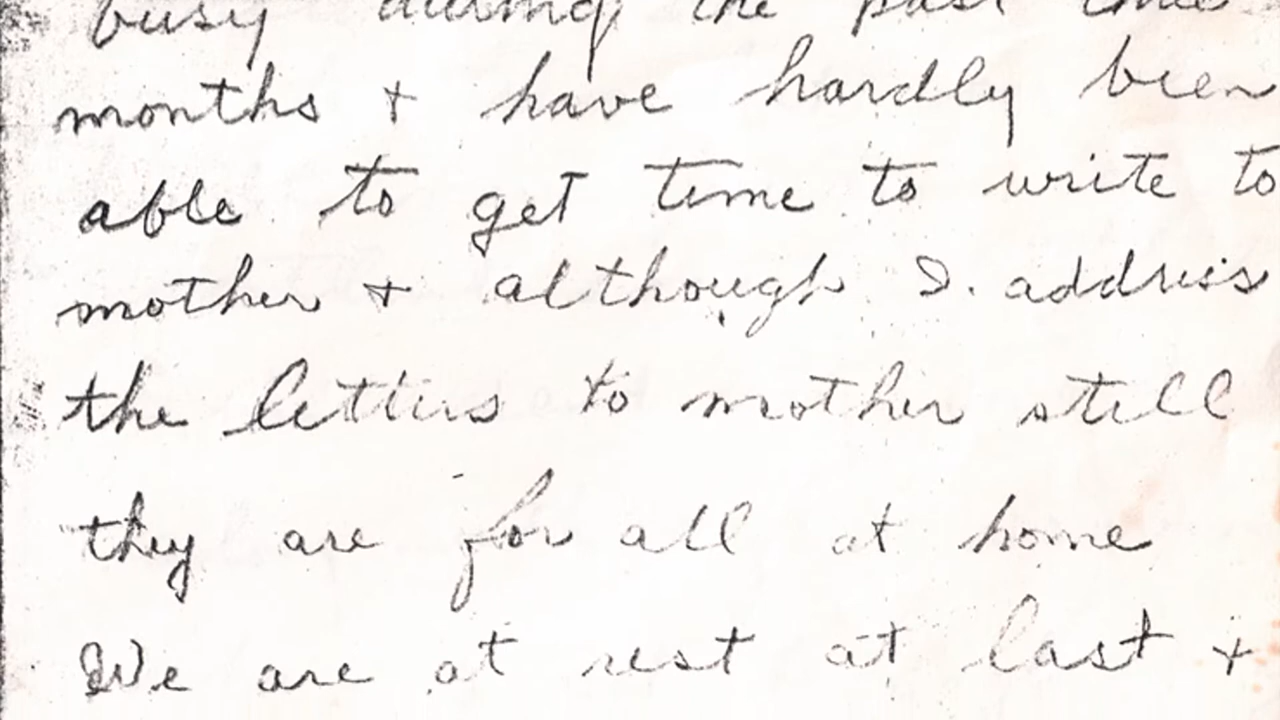 busy during the past three
months + have hardly been
able to get time to write to
mother + although I. address
the letters to mother still
they are for all at home
We are at rest at last +